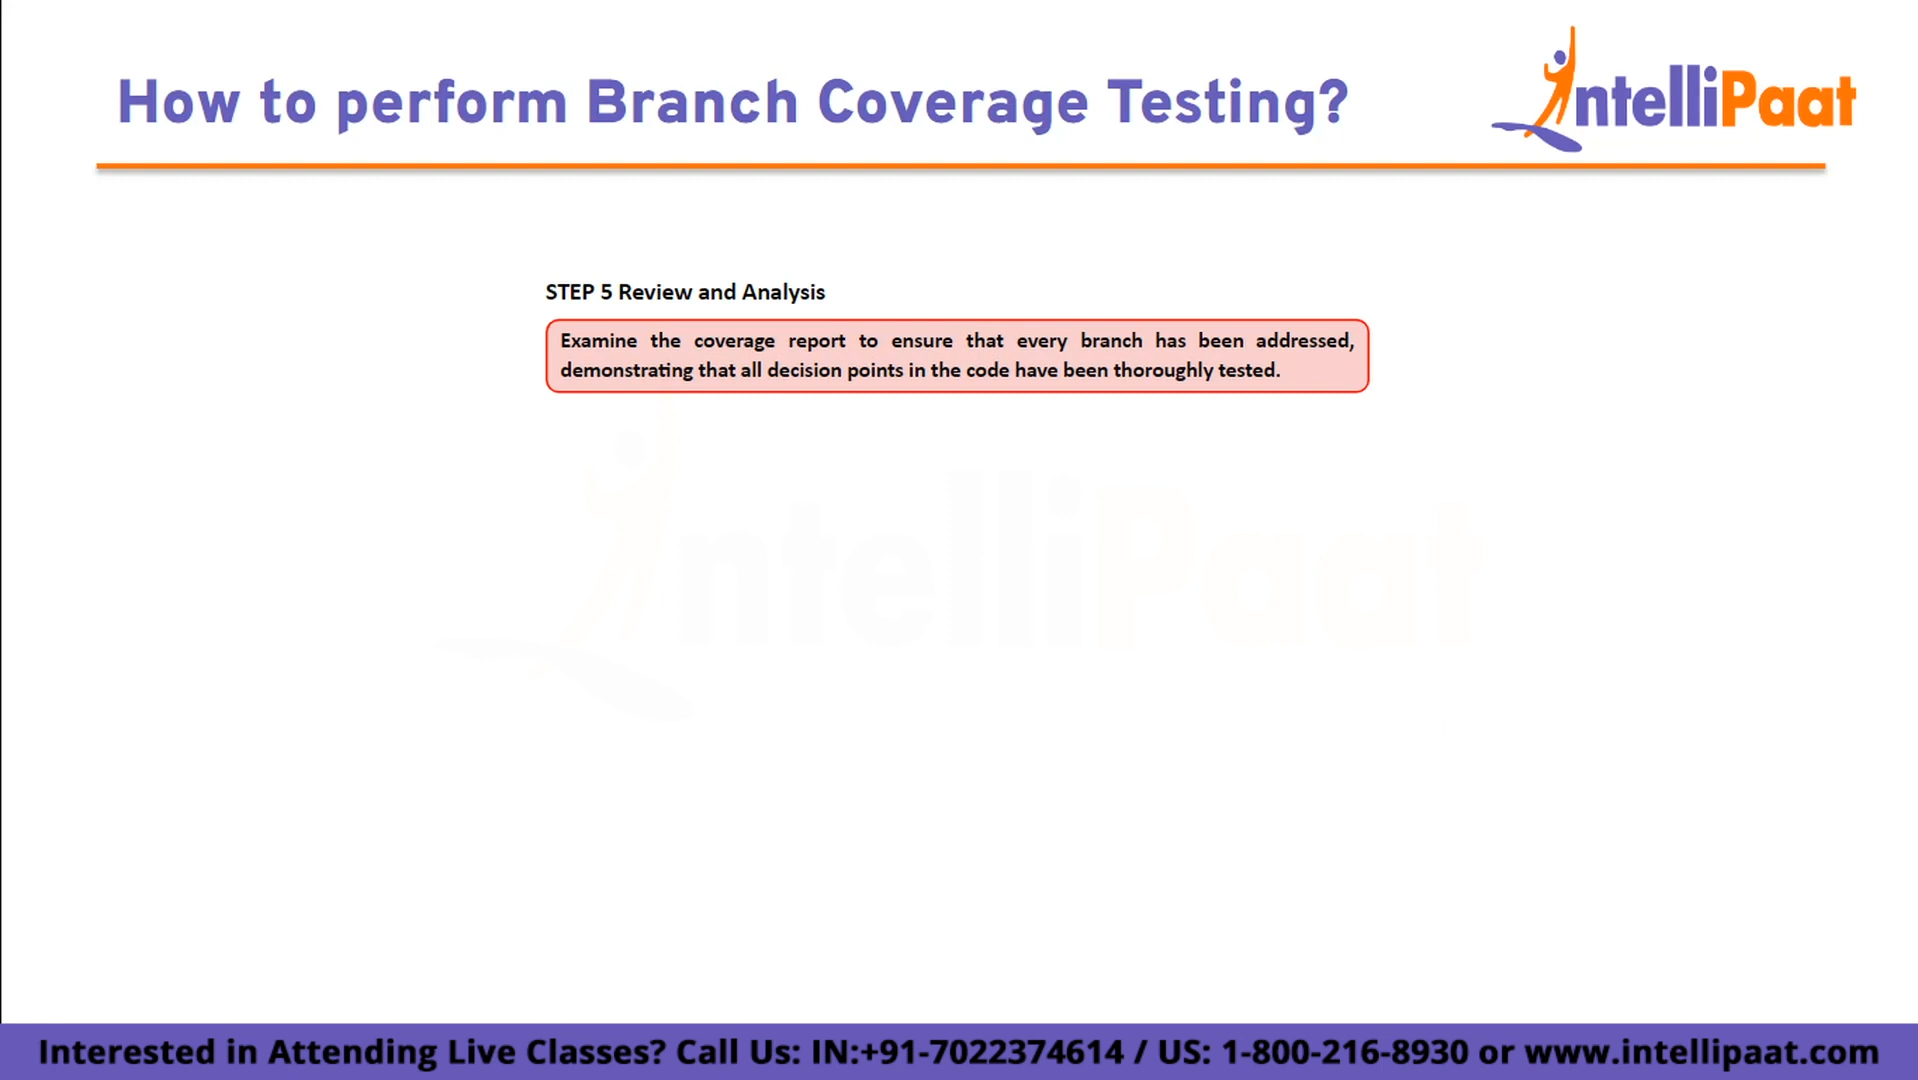 How to perform Branch Coverage Testing?
IntelliPaat
STEP 5 Review and Analysis
Examine the coverage report to ensure that every branch has been addressed,
demonstrating that all decision points in the code have been thoroughly tested.
IntelliPaat
Interested in Attending Live Classes? Call Us: IN:+91-7022374614 / US: 1-800-216-8930 or www.intellipaat.com